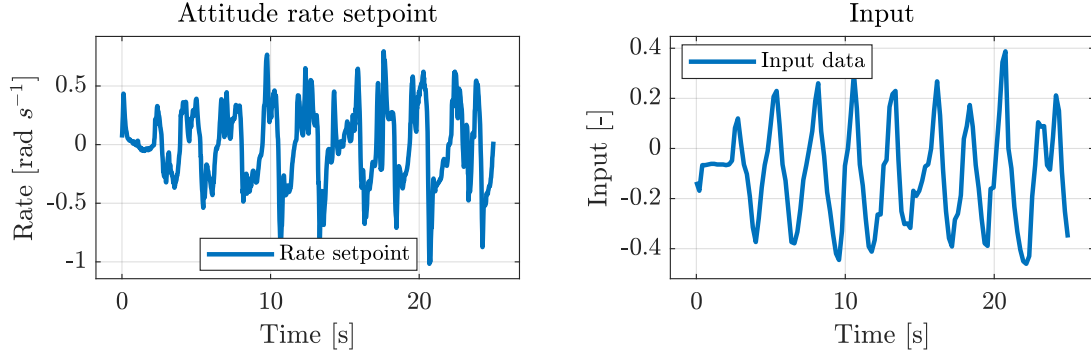 Attitude rate setpoint
Rate [rad s⁻¹]
0.5
0
-0.5
-1
Rate setpoint
0 10 20
Time [s]
Input
Input [-]
0.4
0.2
0
-0.2
-0.4
Input data
0 10 20
Time [s]